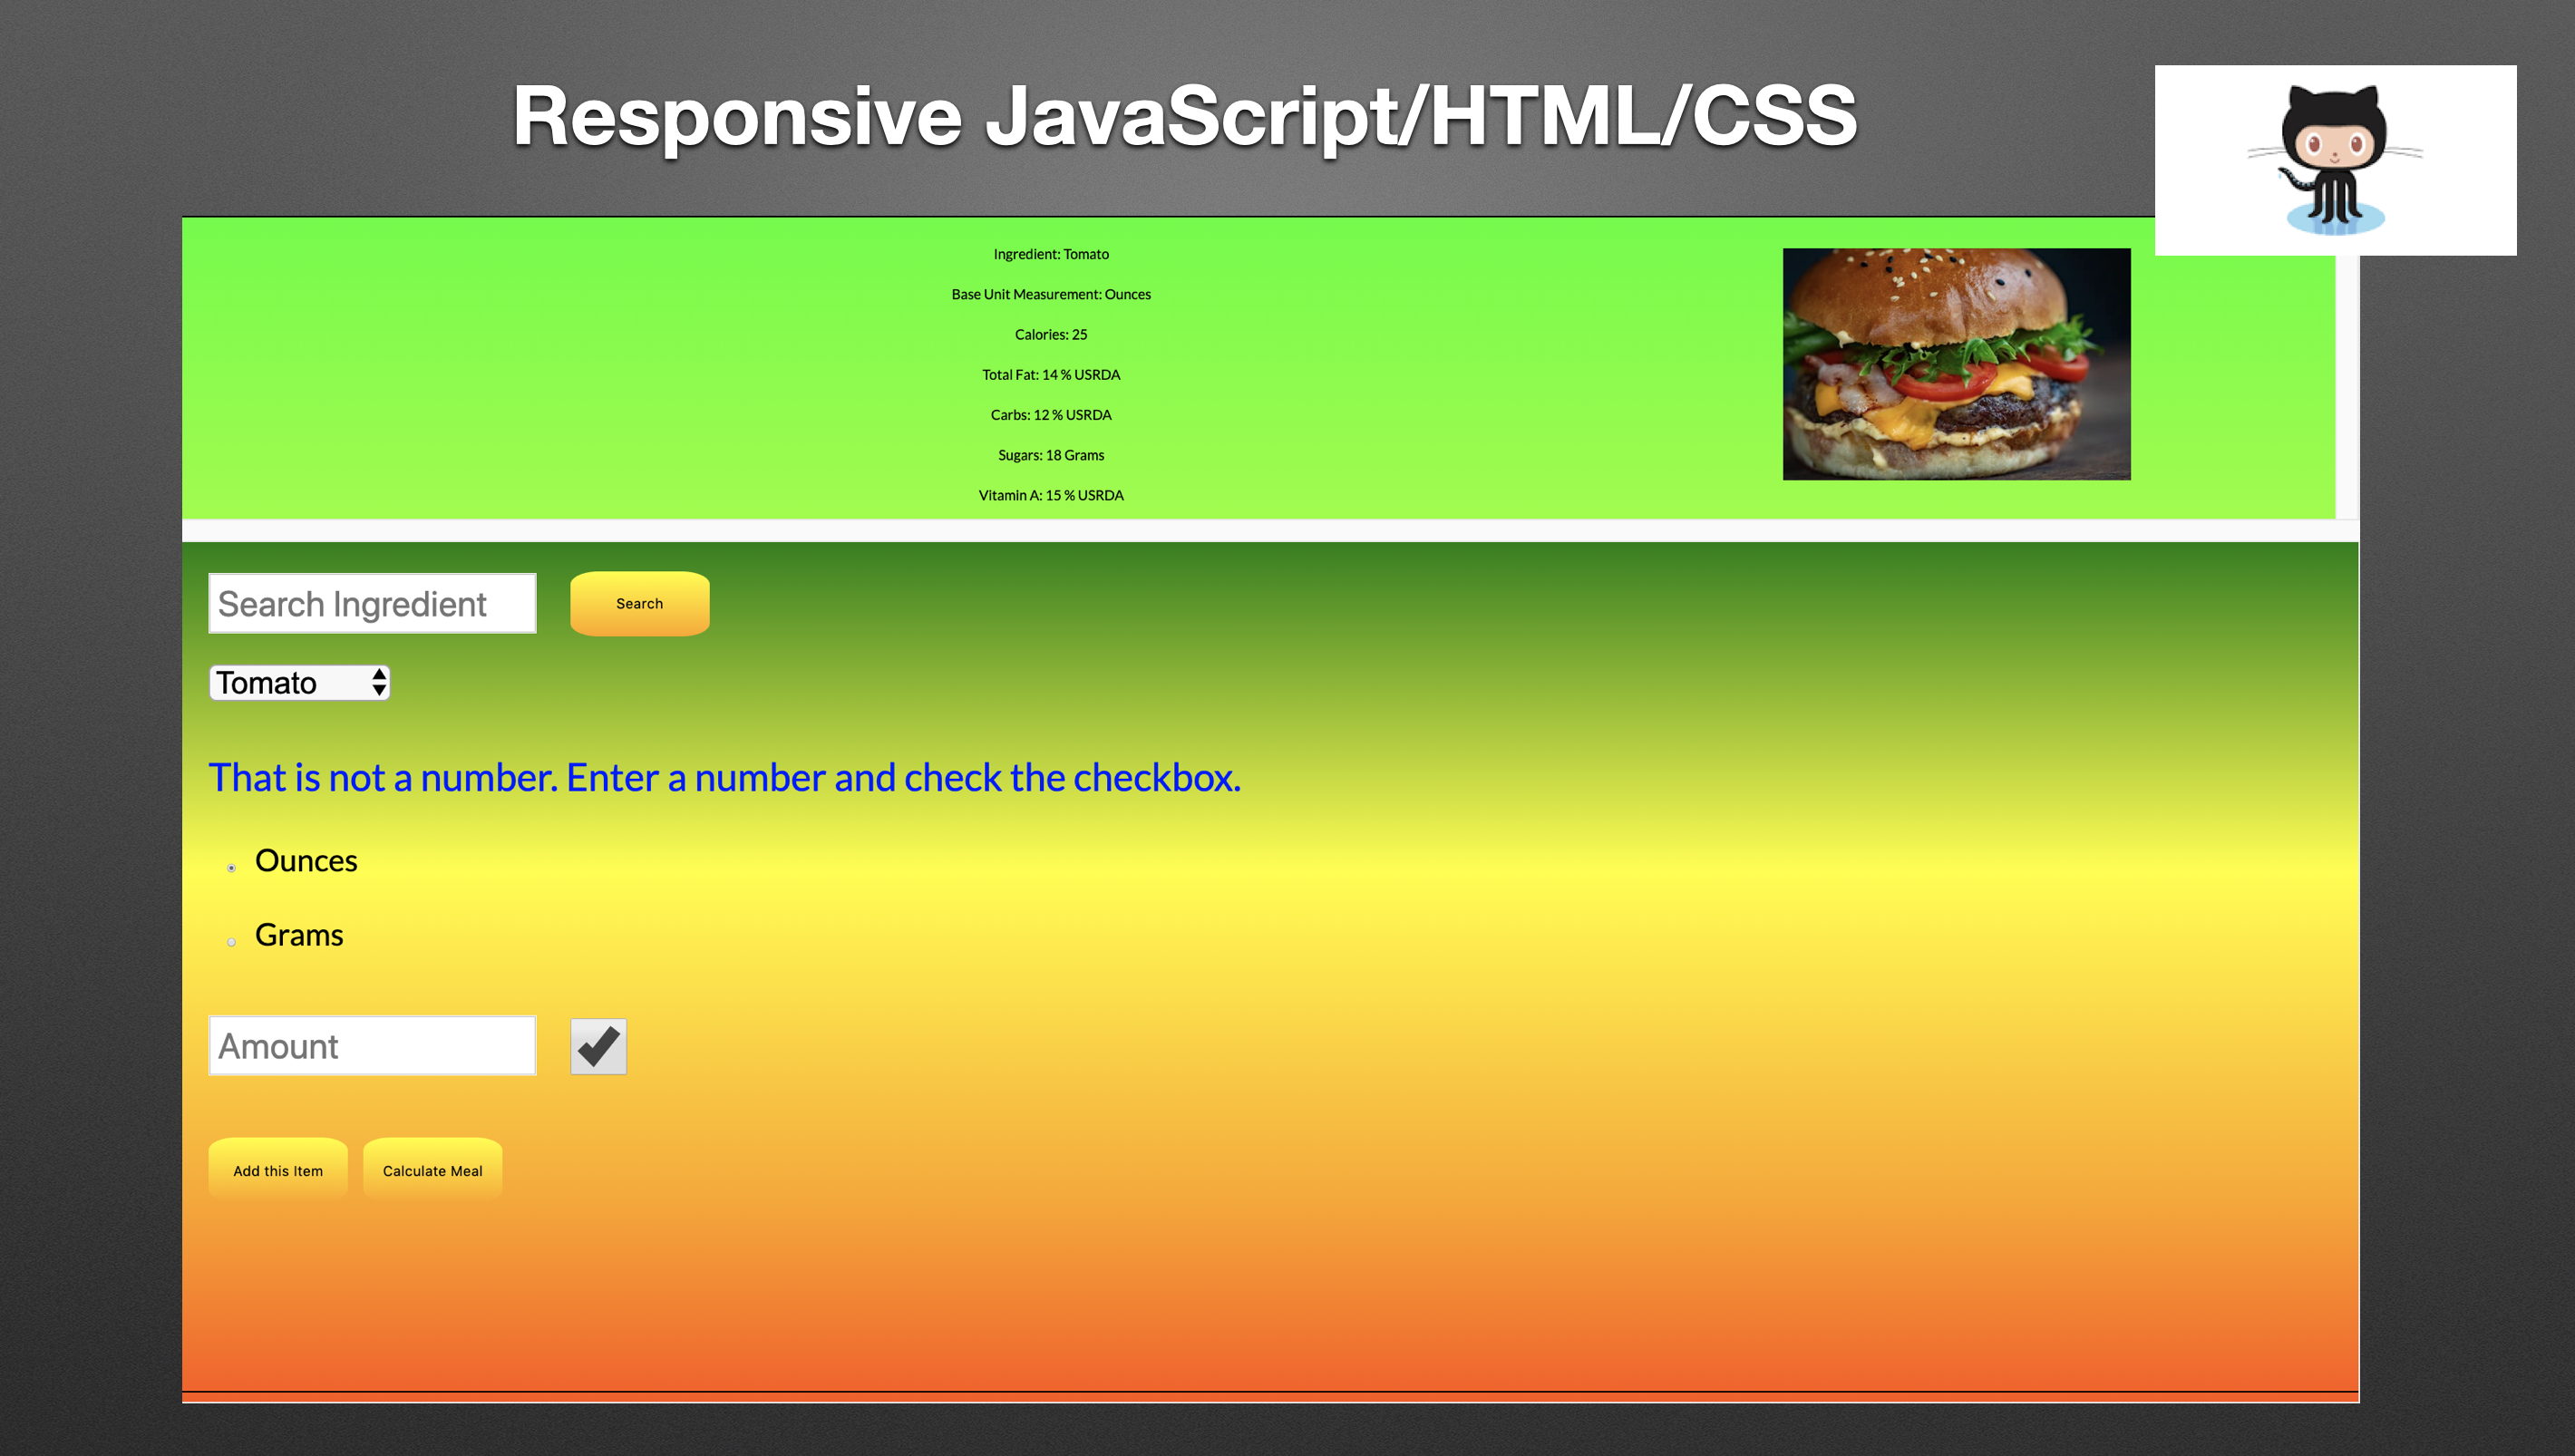 Responsive JavaScript/HTML/CSS
Ingredient: Tomato
Base Unit Measurement: Ounces
Calories: 25
Total Fat: 14 % USRDA
Carbs: 12 % USRDA
Sugars: 18 Grams
Vitamin A: 15 % USRDA
Search Ingredient
Search
Tomato
That is not a number. Enter a number and check the checkbox.
Ounces
Grams
Amount
Add this Item
Calculate Meal